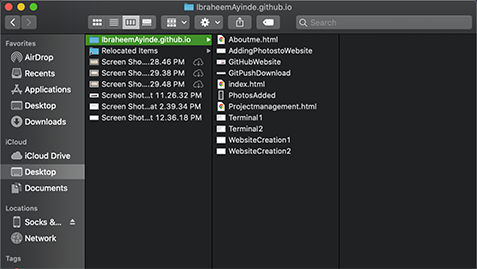 IbraheemAyinde.github.io
Search
Favorites
AirDrop
Recents
Applications
Desktop
Downloads
iCloud
iCloud Drive
Desktop
Documents
Locations
Socks &...
Network
Tags
IbraheemAyinde.github.io
Relocated Items
Screen Sho....28.46 PM
Screen Sho....29.38 PM
Screen Sho....29.48 PM
Screen Shot...t 11.26.32 PM
Screen Shot...at 2.39.34 PM
Screen Shot...t 12.36.18 PM
Aboutme.html
AddingPhotostoWebsite
GitHubWebsite
GitPushDownload
index.html
PhotosAdded
Projectmanagement.html
Terminal1
Terminal2
WebsiteCreation1
WebsiteCreation2